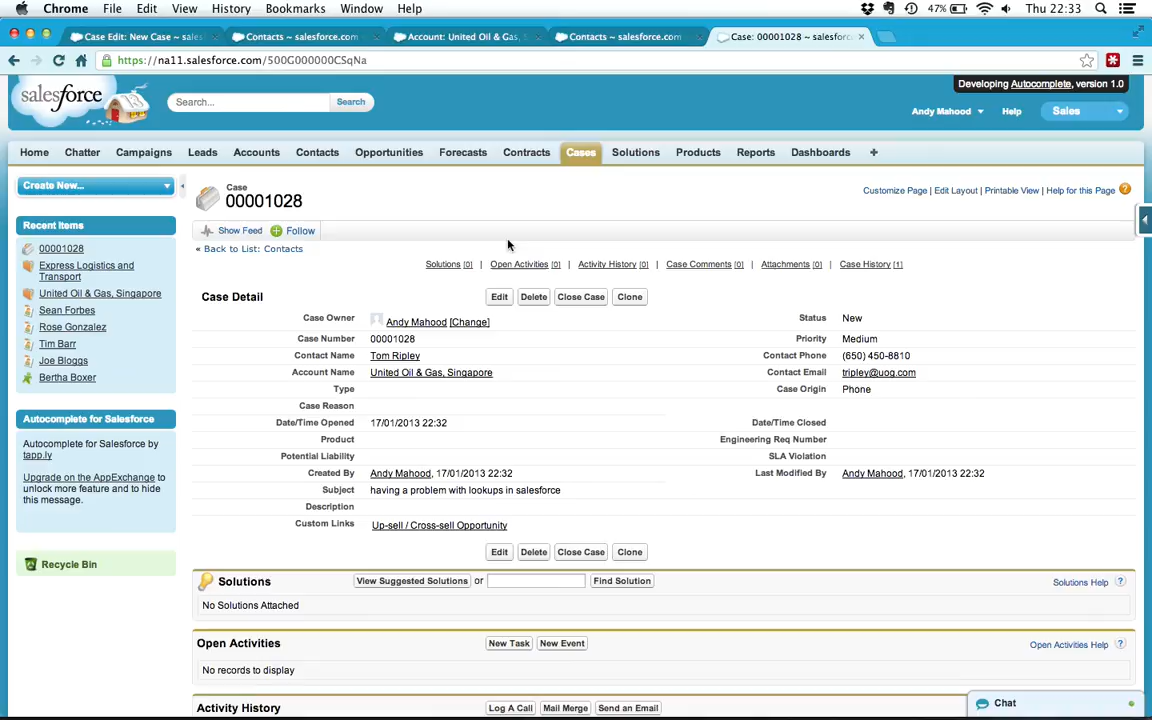 Chrome File Edit View History Bookmarks Window Help 47% Thu 22:33
Case Edit: New Case ~ sales Contacts ~ salesforce.com Account: United Oil & Gas, Contacts ~ salesforce.com Case: 00001028 ~ salesforc
https://na11.salesforce.com/500G000000CSqNa
Developing Autocomplete, version 1.0
salesforce
Search... Search
Andy Mahood Help Sales
Home Chatter Campaigns Leads Accounts Contacts Opportunities Forecasts Contracts Cases Solutions Products Reports Dashboards +
Create New...
Recent Items
00001028
Express Logistics and
Transport
United Oil & Gas, Singapore
Sean Forbes
Rose Gonzalez
Tim Barr
Joe Bloggs
Bertha Boxer
Autocomplete for Salesforce
Autocomplete for Salesforce by
tapp.ly
Upgrade on the AppExchange to
unlock more feature and to hide
this message.
Recycle Bin
Case
00001028
Customize Page | Edit Layout | Printable View | Help for this Page ?
Show Feed Follow
« Back to List: Contacts
Solutions [0] | Open Activities [0] | Activity History [0] | Case Comments [0] | Attachments [0] | Case History [1]
Case Detail Edit Delete Close Case Clone
Case Owner Andy Mahood [Change] Status New
Case Number 00001028 Priority Medium
Contact Name Tom Ripley Contact Phone (650) 450-8810
Account Name United Oil & Gas, Singapore Contact Email tripley@uog.com
Type Case Origin Phone
Case Reason
Date/Time Opened 17/01/2013 22:32 Date/Time Closed
Product Engineering Req Number
Potential Liability SLA Violation
Created By Andy Mahood, 17/01/2013 22:32 Last Modified By Andy Mahood, 17/01/2013 22:32
Subject having a problem with lookups in salesforce
Description
Custom Links Up-sell / Cross-sell Opportunity
Edit Delete Close Case Clone
Solutions View Suggested Solutions or Find Solution Solutions Help ?
No Solutions Attached
Open Activities New Task New Event Open Activities Help ?
No records to display
Activity History Log A Call Mail Merge Send an Email
Chat